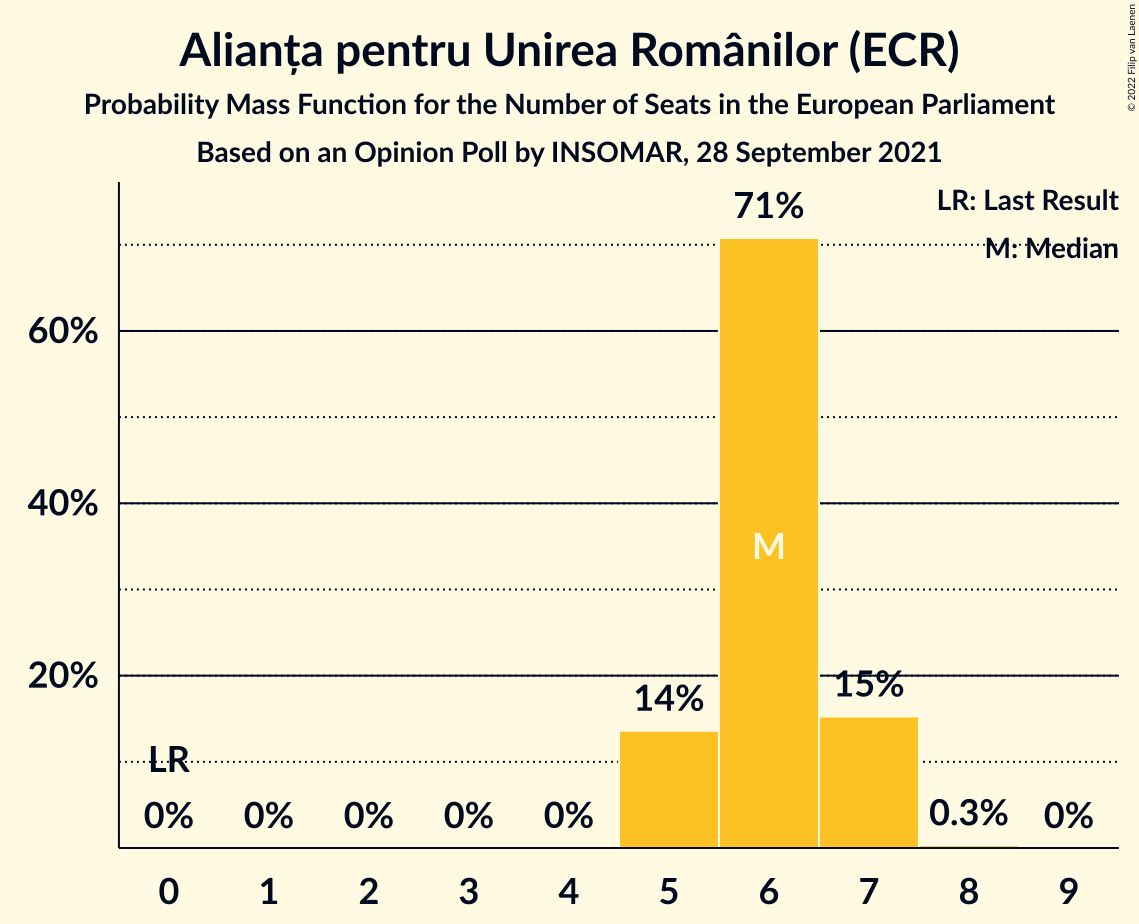 Alianța pentru Unirea Românilor (ECR)
Probability Mass Function for the Number of Seats in the European Parliament
Based on an Opinion Poll by INSOMAR, 28 September 2021
© 2022 Filip van Laenen
LR: Last Result
M: Median
71%
60%
40%
M
20%
14%
15%
LR
0%
0%
0%
0%
0%
0.3%
0%
0
1
2
3
4
5
6
7
8
9